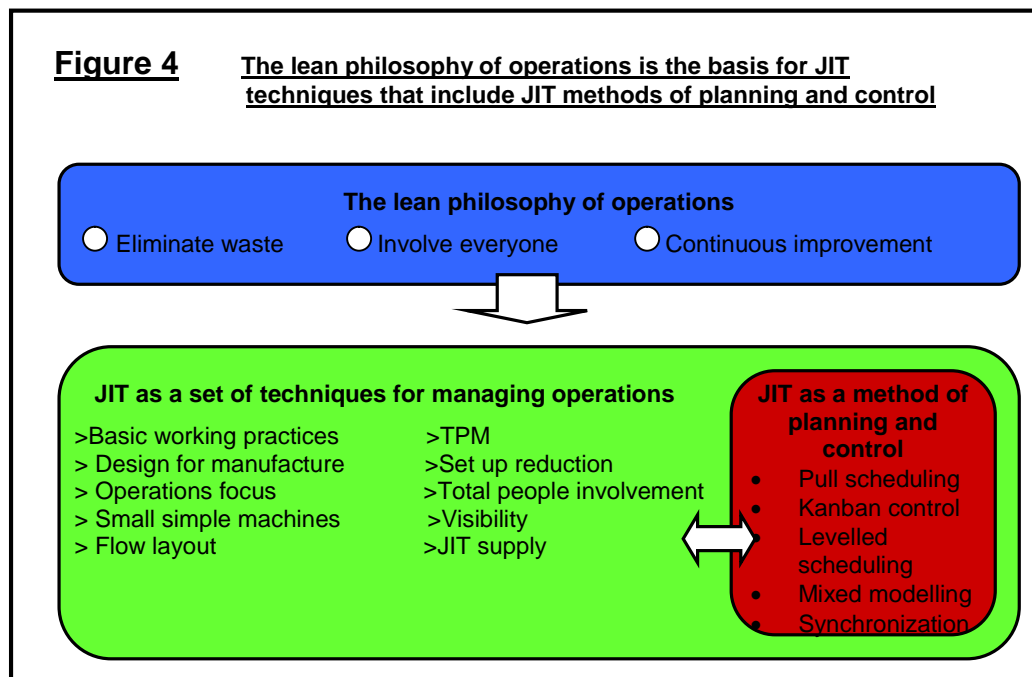 Figure 4 The lean philosophy of operations is the basis for JIT
techniques that include JIT methods of planning and control
The lean philosophy of operations
Eliminate waste Involve everyone Continuous improvement
JIT as a set of techniques for managing operations
>Basic working practices
> Design for manufacture
> Operations focus
> Small simple machines
> Flow layout
>TPM
>Set up reduction
>Total people involvement
>Visibility
>JIT supply
JIT as a method of
planning and
control
• Pull scheduling
• Kanban control
• Levelled
scheduling
• Mixed modelling
• Synchronization